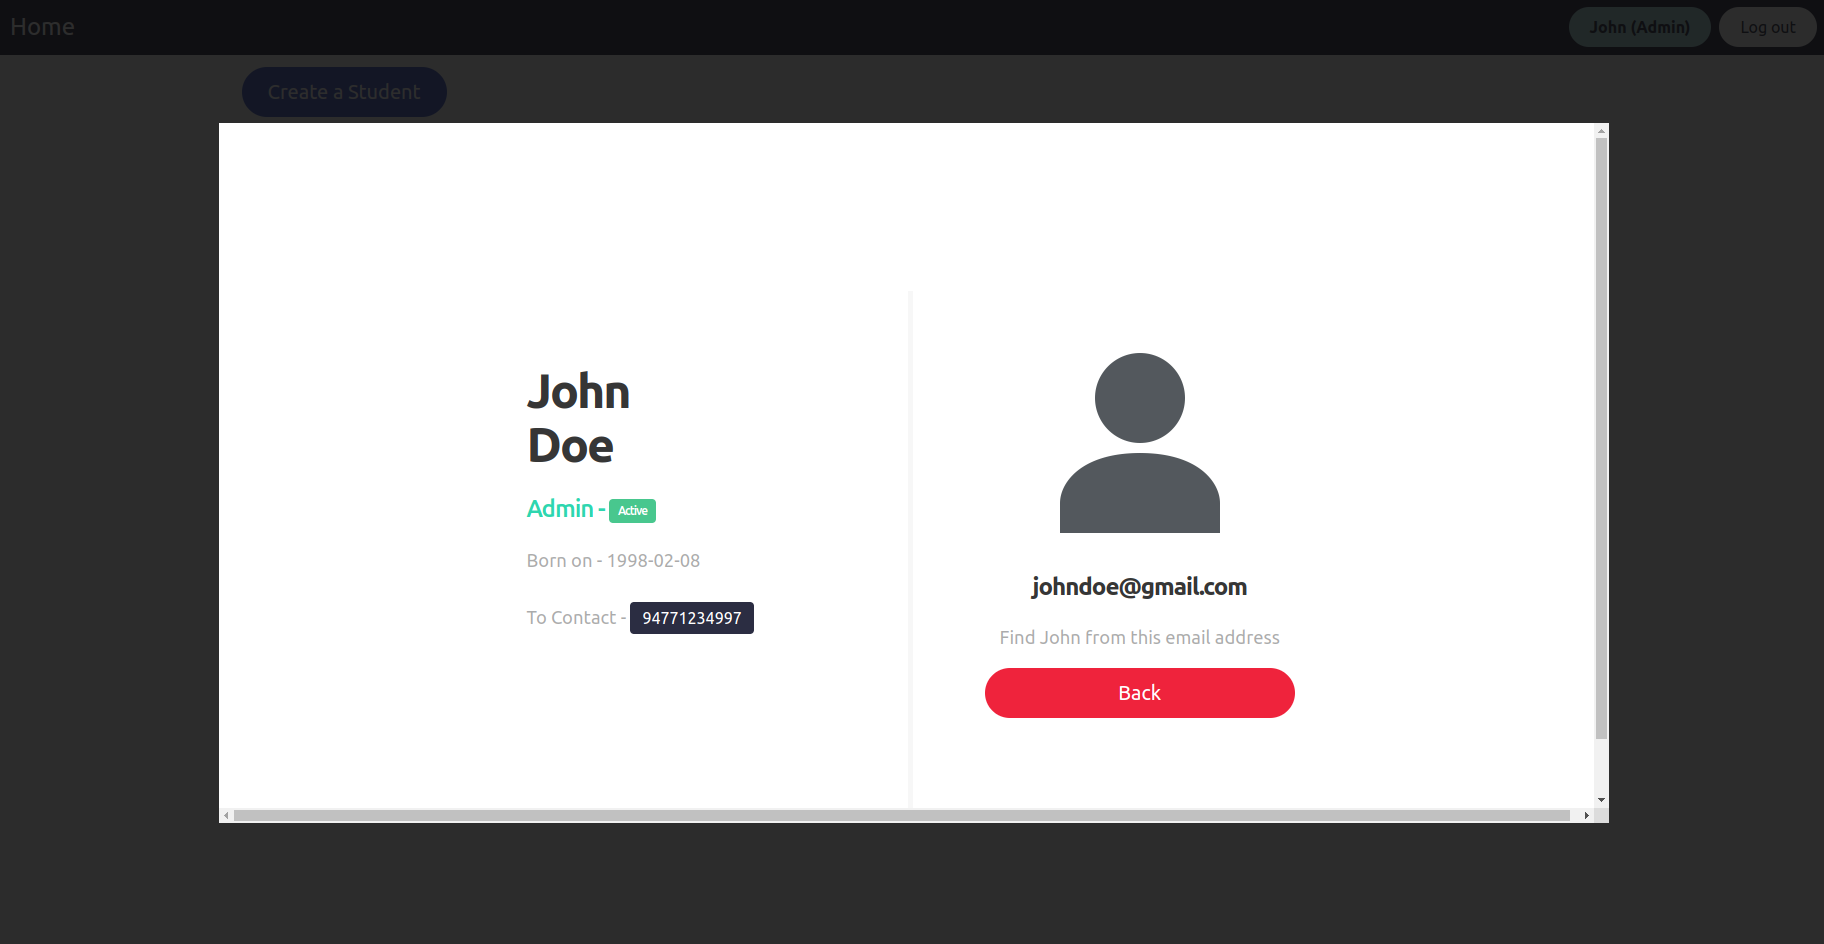 Home
John (Admin)
Log out
Create a Student
John
Doe
Admin - Active
Born on - 1998-02-08
To Contact - 94771234997
johndoe@gmail.com
Find John from this email address
Back